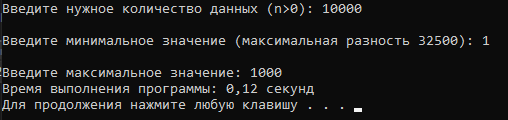 Введите нужное количество данных (n>0): 10000
Введите минимальное значение (максимальная разность 32500): 1
Введите максимальное значение: 1000
Время выполнения программы: 0,12 секунд
Для продолжения нажмите любую клавишу . . .